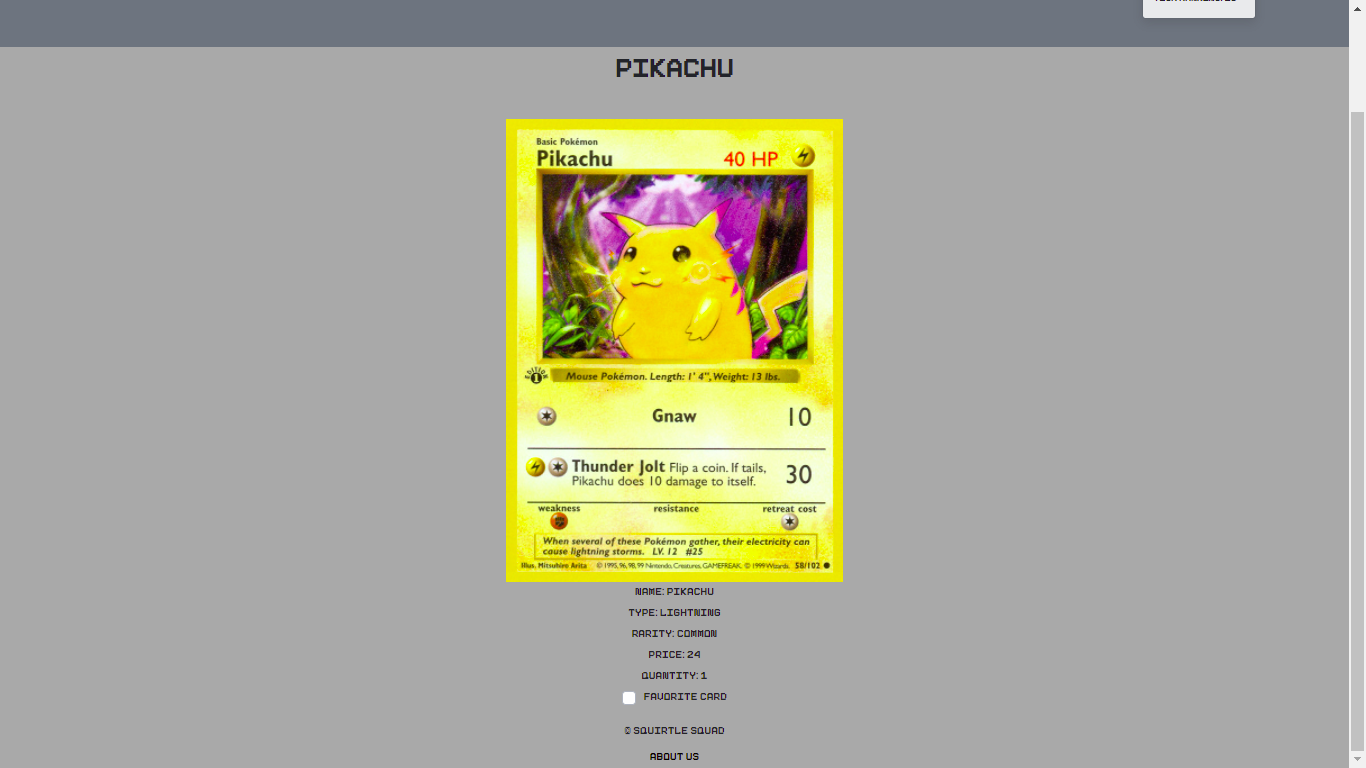 PIKACHU
Basic Pokémon
Pikachu
40 HP
EDITION
1
Mouse Pokémon. Length: 1' 4", Weight: 13 lbs.
Gnaw 10
Thunder Jolt Flip a coin. If tails,
Pikachu does 10 damage to itself.
30
weakness resistance retreat cost
When several of these Pokémon gather, their electricity can
cause lightning storms. LV. 12 #25
Illus. Mitsuhiro Arita © 1995, 96, 98, 99 Nintendo, Creatures, GAMEFREAK. © 1999 Wizards. 58/102
NAME: PIKACHU
TYPE: LIGHTNING
RARITY: COMMON
PRICE: 24
QUANTITY: 1
FAVORITE CARD
© SQUIRTLE SQUAD
ABOUT US